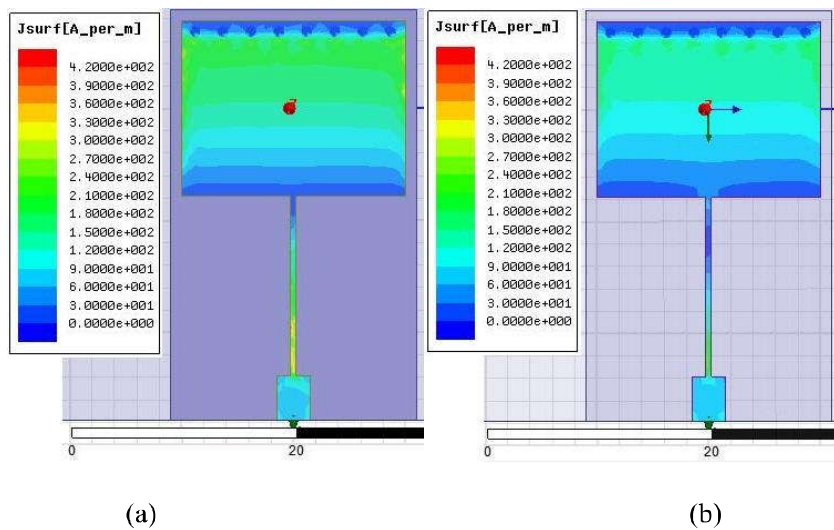 Jsurf[A_per_m]
4.2000e+002
3.9000e+002
3.6000e+002
3.3000e+002
3.0000e+002
2.7000e+002
2.4000e+002
2.1000e+002
1.8000e+002
1.5000e+002
1.2000e+002
9.0000e+001
6.0000e+001
3.0000e+001
0.0000e+000
0
20
(a)
Jsurf[A_per_m]
4.2000e+002
3.9000e+002
3.6000e+002
3.3000e+002
3.0000e+002
2.7000e+002
2.4000e+002
2.1000e+002
1.8000e+002
1.5000e+002
1.2000e+002
9.0000e+001
6.0000e+001
3.0000e+001
0.0000e+000
0
20
(b)